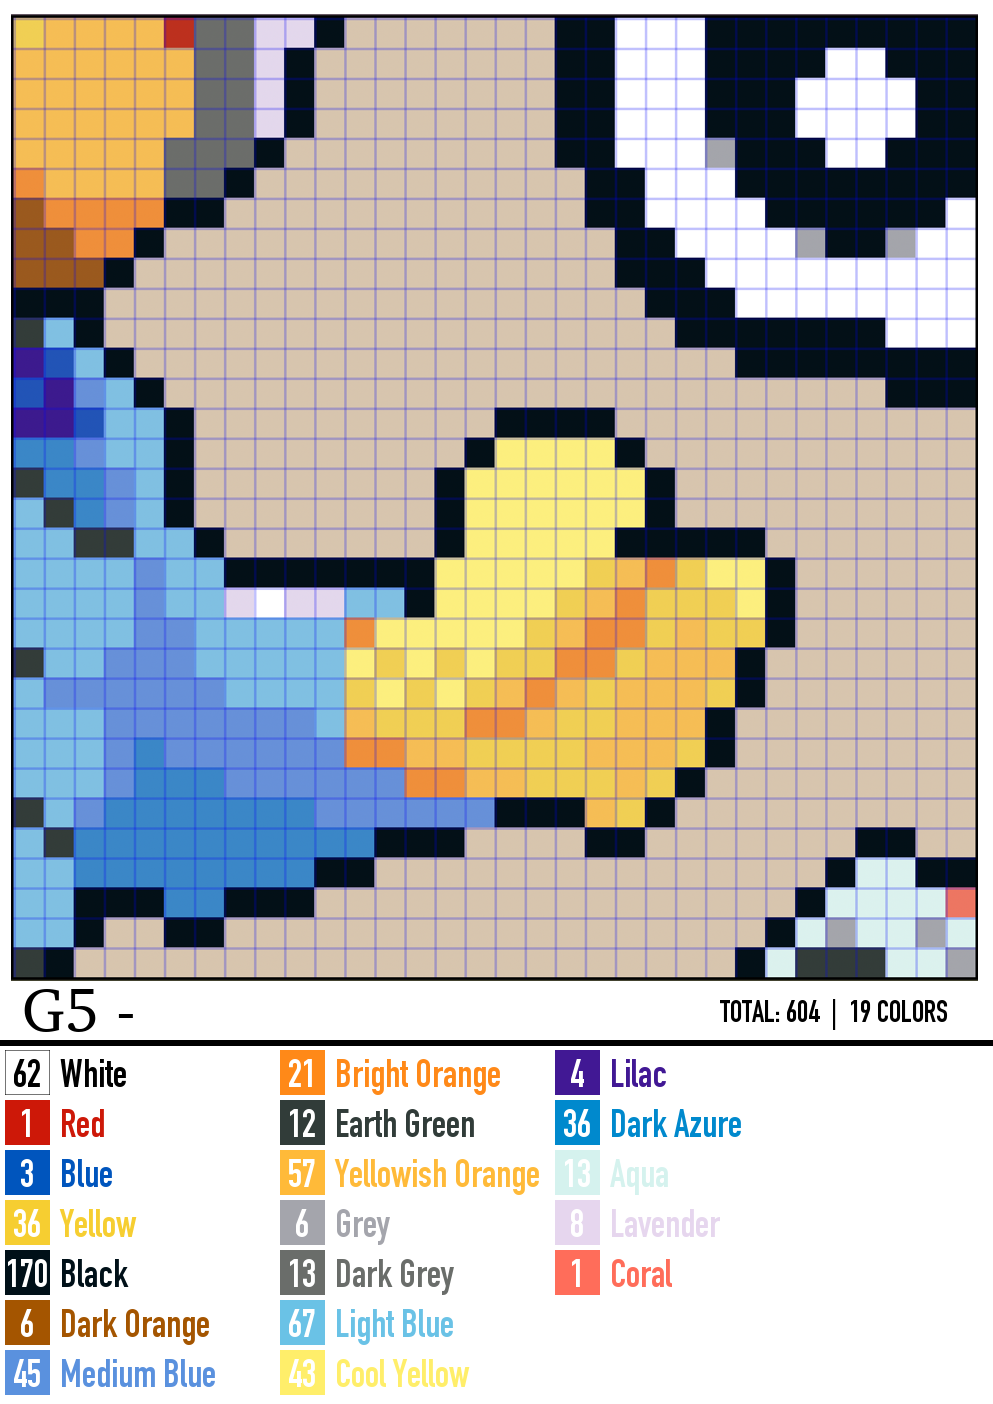 G5 -
TOTAL: 604 | 19 COLORS
62 White
1 Red
3 Blue
36 Yellow
170 Black
6 Dark Orange
45 Medium Blue
21 Bright Orange
12 Earth Green
57 Yellowish Orange
6 Grey
13 Dark Grey
67 Light Blue
43 Cool Yellow
4 Lilac
36 Dark Azure
13 Aqua
8 Lavender
1 Coral